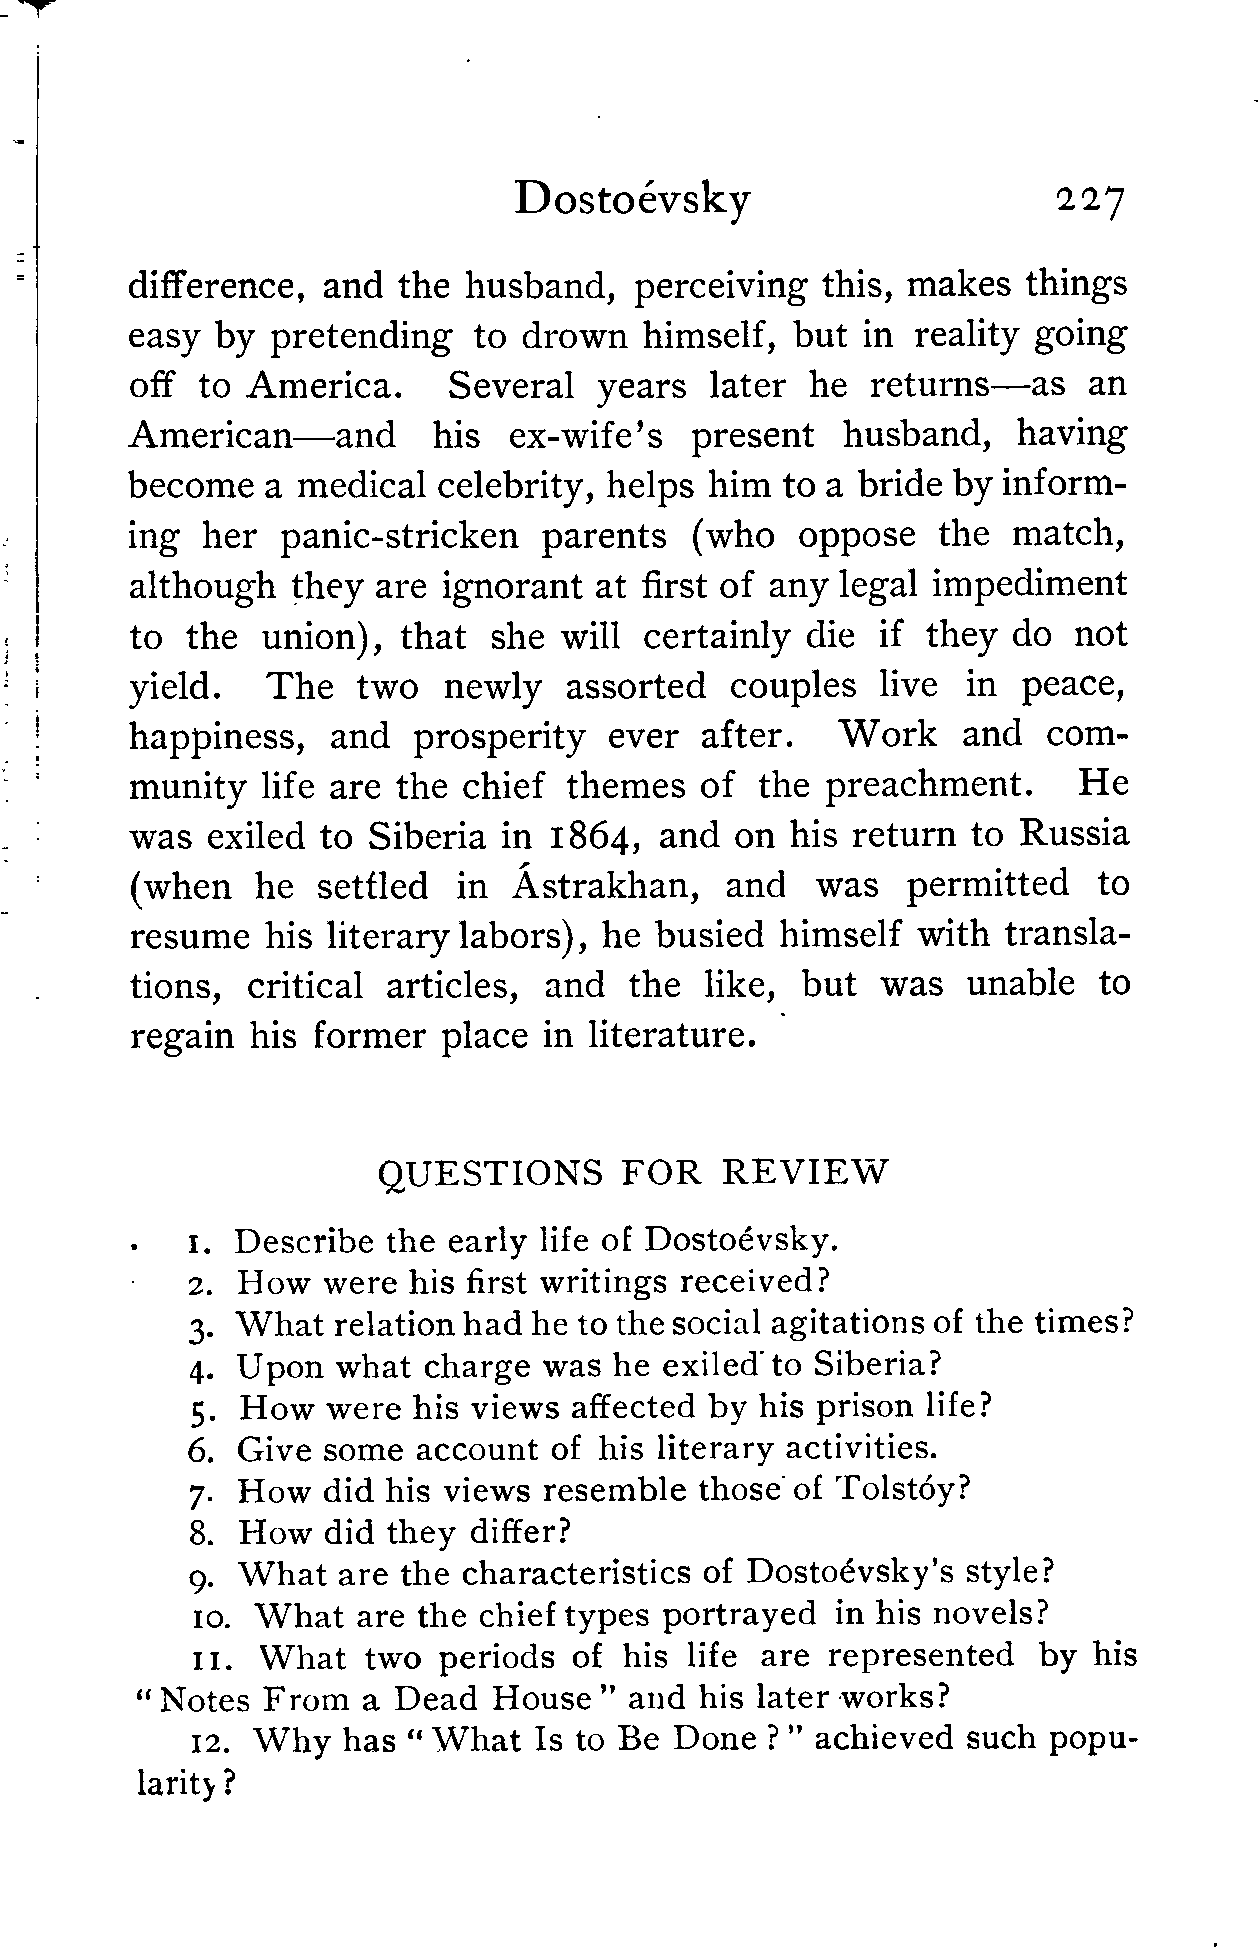 Dostoévsky 227
difference, and the husband, perceiving this, makes things
easy by pretending to drown himself, but in reality going
off to America. Several years later he returns—as an
American—and his ex-wife's present husband, having
become a medical celebrity, helps him to a bride by inform-
ing her panic-stricken parents (who oppose the match,
although they are ignorant at first of any legal impediment
to the union), that she will certainly die if they do not
yield. The two newly assorted couples live in peace,
happiness, and prosperity ever after. Work and com-
munity life are the chief themes of the preachment. He
was exiled to Siberia in 1864, and on his return to Russia
(when he settled in Ástrakhan, and was permitted to
resume his literary labors), he busied himself with transla-
tions, critical articles, and the like, but was unable to
regain his former place in literature.
QUESTIONS FOR REVIEW
1. Describe the early life of Dostoévsky.
2. How were his first writings received?
3. What relation had he to the social agitations of the times?
4. Upon what charge was he exiled to Siberia?
5. How were his views affected by his prison life?
6. Give some account of his literary activities.
7. How did his views resemble those of Tolstóy?
8. How did they differ?
9. What are the characteristics of Dostoévsky's style?
10. What are the chief types portrayed in his novels?
11. What two periods of his life are represented by his
"Notes From a Dead House" and his later works?
12. Why has "What Is to Be Done?" achieved such popu-
larity?